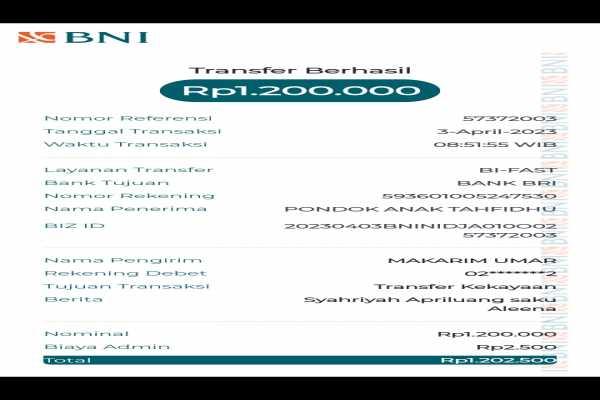 BNI
Transfer Berhasil
Rp1.200.000
Nomor Referensi 57372003
Tanggal Transaksi 3-April-2023
Waktu Transaksi 08:51:55 WIB
Layanan Transfer BI-FAST
Bank Tujuan BANK BRI
Nomor Rekening 593601005247530
Nama Penerima PONDOK ANAK TAHFIDHU
BIZ ID 20230403BNINIDJA010O02
57372003
Nama Pengirim MAKARIM UMAR
Rekening Debet 02*******2
Tujuan Transaksi Transfer Kekayaan
Berita Syahriyah Apriluang saku
Aleena
Nominal Rp1.200.000
Biaya Admin Rp2.500
Total Rp1.202.500